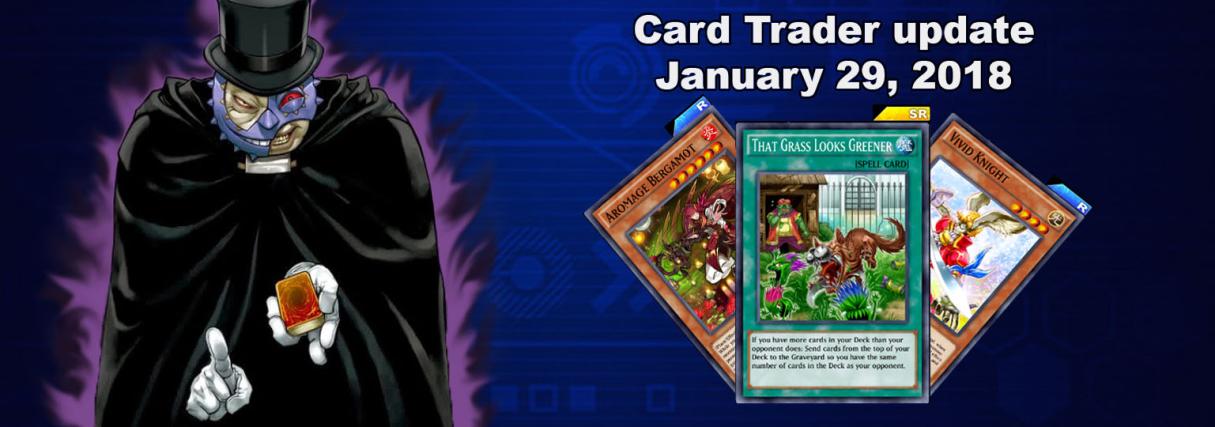 Card Trader update
January 29, 2018
R
AROMAGE BERGAMOT
SR
THAT GRASS LOOKS GREENER
[SPELL CARD]
If you have more cards in your Deck than your
opponent does: Send cards from the top of your
Deck to the Graveyard so you have the same
number of cards in the Deck as your opponent.
VIVID KNIGHT
R